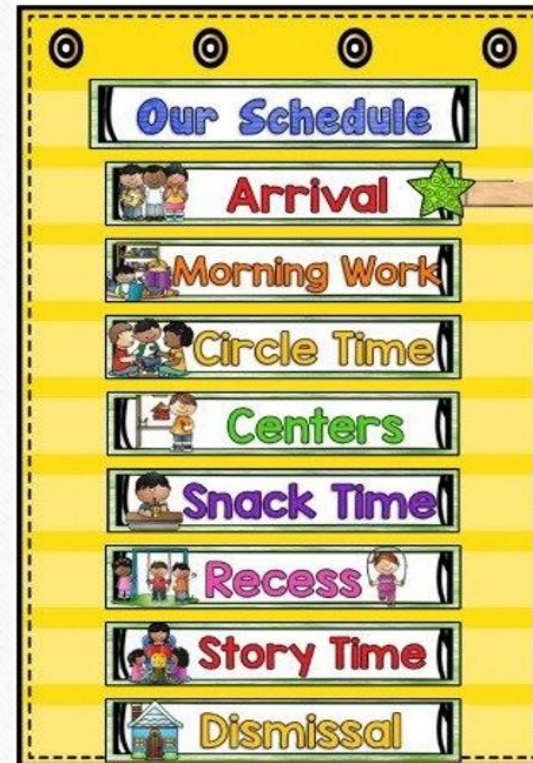 Our Schedule
Arrival
Morning Work
Circle Time
Centers
Snack Time
Recess
Story Time
Dismissal